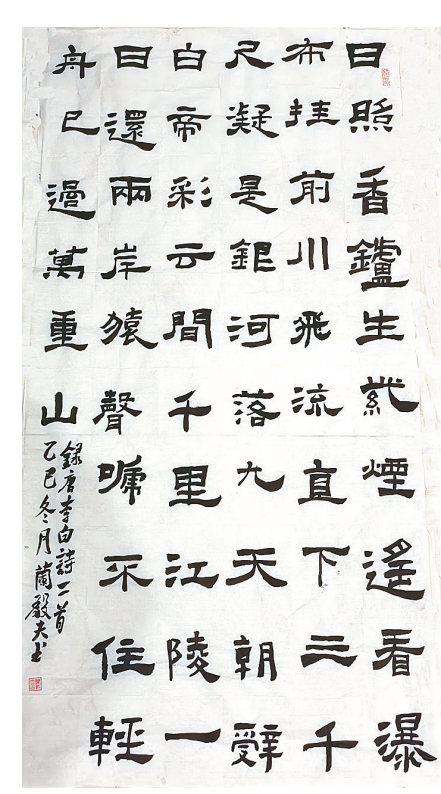 日照香鑪生紫煙遙看瀑
布挂前川飛流直下三千
尺凝是銀河落九天朝辭
白帝彩云間千里江陵一
日還兩岸猿聲啼不住輕
舟已過萬重山
録唐李白詩二首
乙巳冬月蘭毅夫书